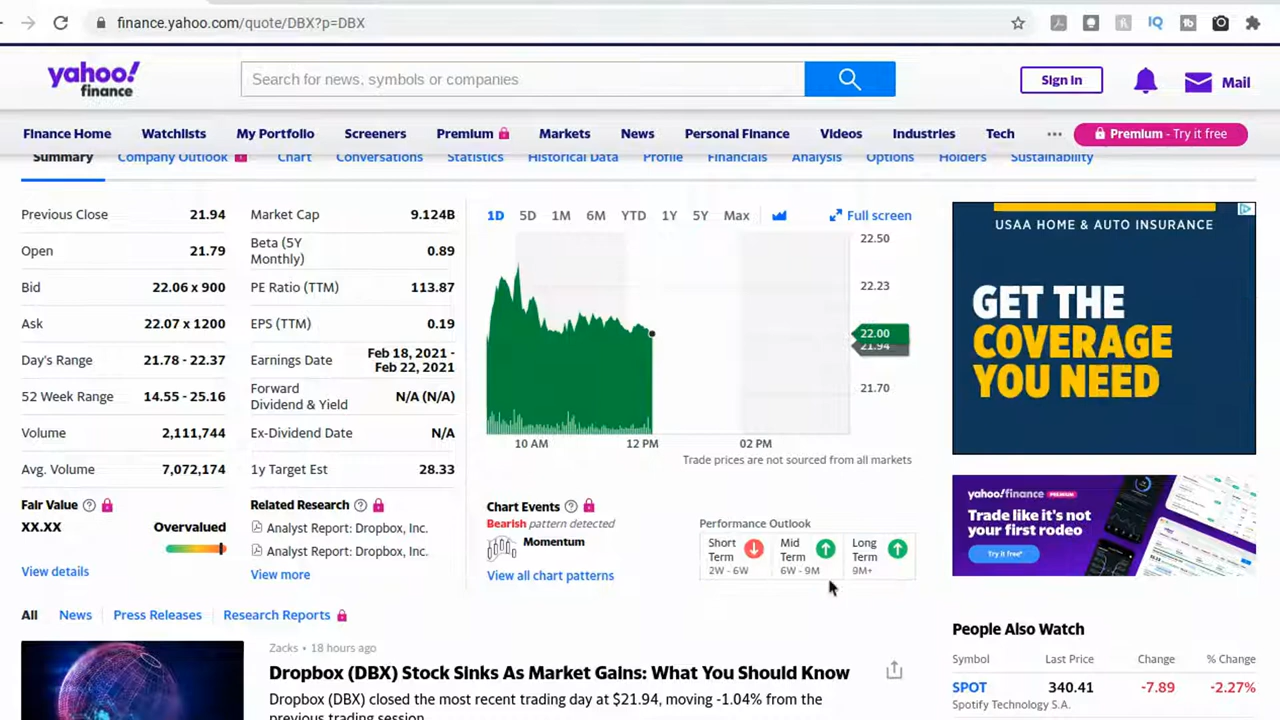 finance.yahoo.com/quote/DBX?p=DBX
yahoo!
finance
Search for news, symbols or companies
Sign In
Mail
Finance Home Watchlists My Portfolio Screeners Premium Markets News Personal Finance Videos Industries Tech ••• Premium - Try it free
Summary Company Outlook Chart Conversations Statistics Historical Data Profile Financials Analysis Options Holders Sustainability
Previous Close 21.94
Open 21.79
Bid 22.06 x 900
Ask 22.07 x 1200
Day's Range 21.78 - 22.37
52 Week Range 14.55 - 25.16
Volume 2,111,744
Avg. Volume 7,072,174
Fair Value
XX.XX Overvalued
View details
Market Cap 9.124B
Beta (5Y
Monthly) 0.89
PE Ratio (TTM) 113.87
EPS (TTM) 0.19
Earnings Date Feb 18, 2021 -
Feb 22, 2021
Forward
Dividend & Yield N/A (N/A)
Ex-Dividend Date N/A
1y Target Est 28.33
Related Research
Analyst Report: Dropbox, Inc.
Analyst Report: Dropbox, Inc.
View more
1D 5D 1M 6M YTD 1Y 5Y Max Full screen
22.50
22.23
22.00
21.94
21.70
10 AM 12 PM 02 PM
Trade prices are not sourced from all markets
Chart Events
Bearish pattern detected
Momentum
View all chart patterns
Performance Outlook
Short
Term
2W - 6W
Mid
Term
6W - 9M
Long
Term
9M+
USAA HOME & AUTO INSURANCE
GET THE
COVERAGE
YOU NEED
yahoo!finance PREMIUM
Trade like it's not
your first rodeo
Try it free*
All News Press Releases Research Reports
Zacks • 18 hours ago
Dropbox (DBX) Stock Sinks As Market Gains: What You Should Know
Dropbox (DBX) closed the most recent trading day at $21.94, moving -1.04% from the
previous trading session.
People Also Watch
Symbol Last Price Change % Change
SPOT 340.41 -7.89 -2.27%
Spotify Technology S.A.